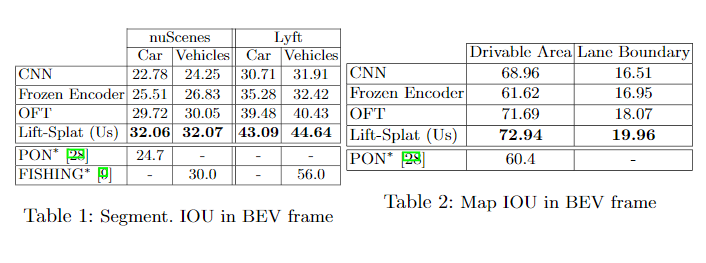 nuScenes Lyft
Car Vehicles Car Vehicles
CNN 22.78 24.25 30.71 31.91
Frozen Encoder 25.51 26.83 35.28 32.42
OFT 29.72 30.05 39.48 40.43
Lift-Splat (Us) 32.06 32.07 43.09 44.64
PON* [28] 24.7 - - -
FISHING* [9] - 30.0 - 56.0
Table 1: Segment. IOU in BEV frame
Drivable Area Lane Boundary
CNN 68.96 16.51
Frozen Encoder 61.62 16.95
OFT 71.69 18.07
Lift-Splat (Us) 72.94 19.96
PON* [28] 60.4 -
Table 2: Map IOU in BEV frame